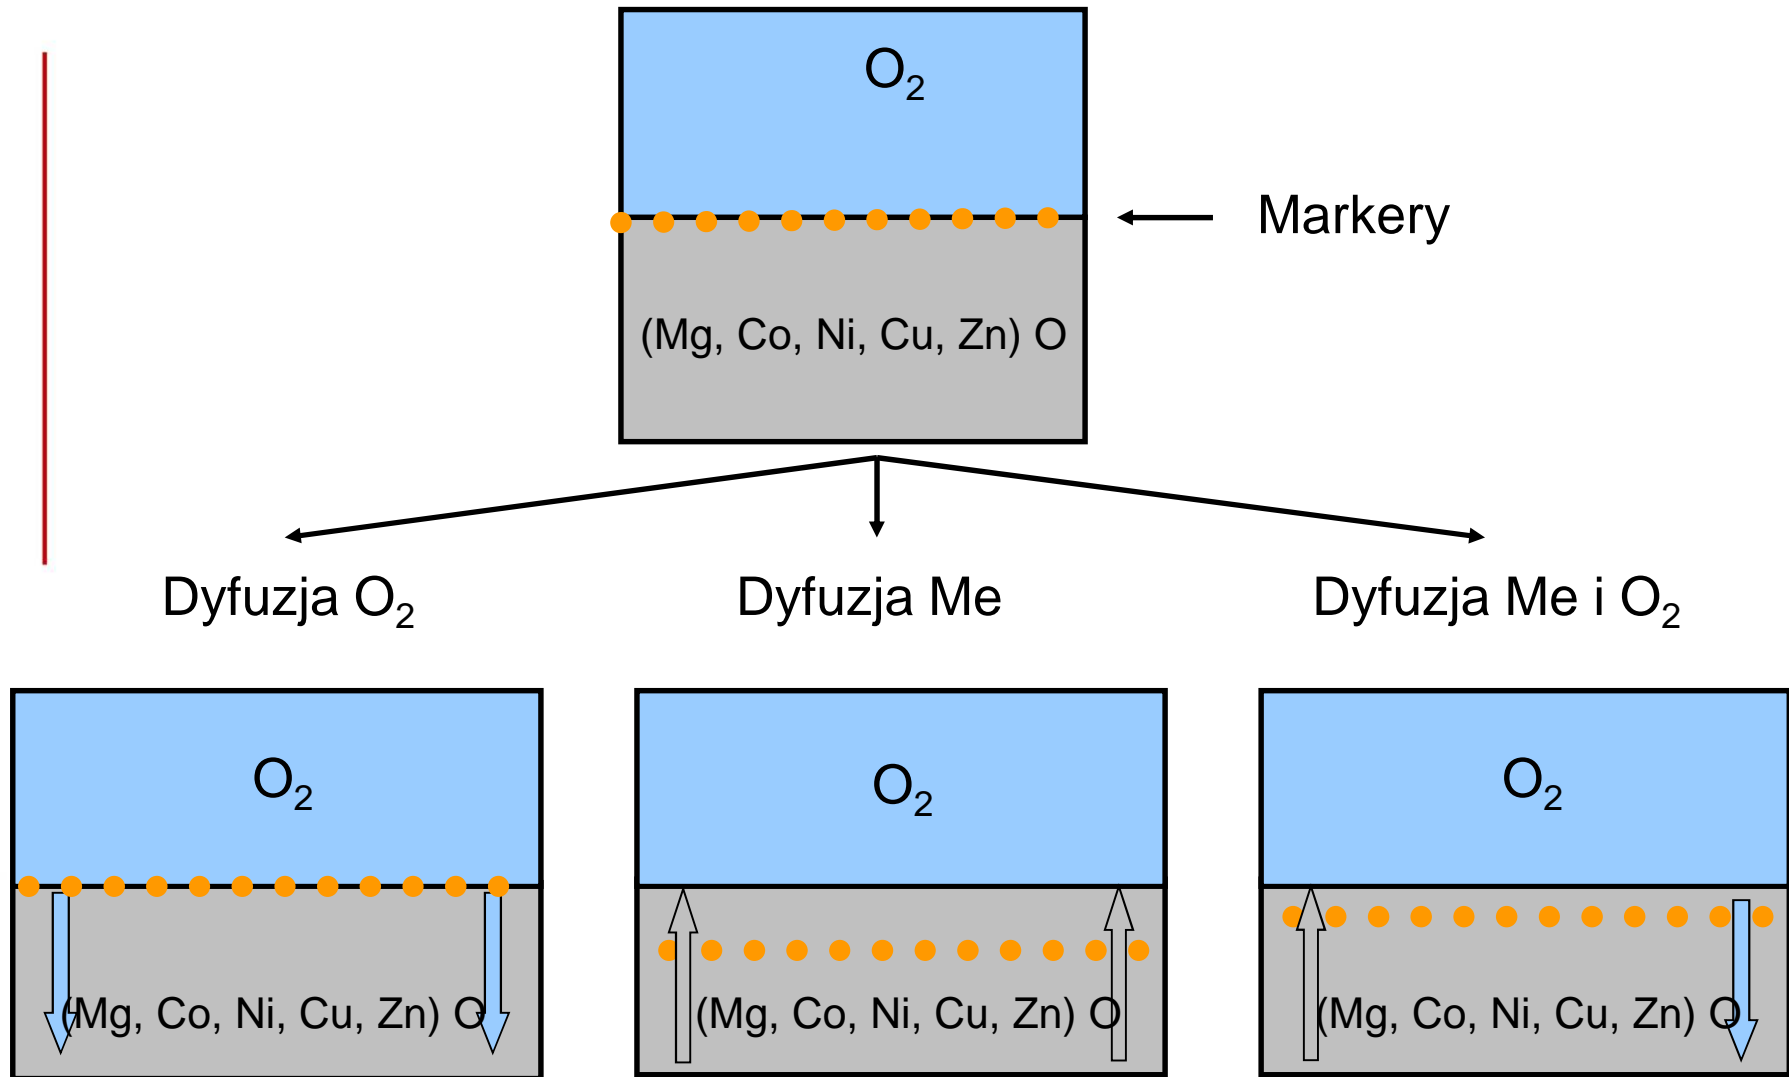 O₂
Markery
(Mg, Co, Ni, Cu, Zn) O
Dyfuzja O₂
Dyfuzja Me
Dyfuzja Me i O₂
O₂
O₂
O₂
(Mg, Co, Ni, Cu, Zn) O
(Mg, Co, Ni, Cu, Zn) O
(Mg, Co, Ni, Cu, Zn) O